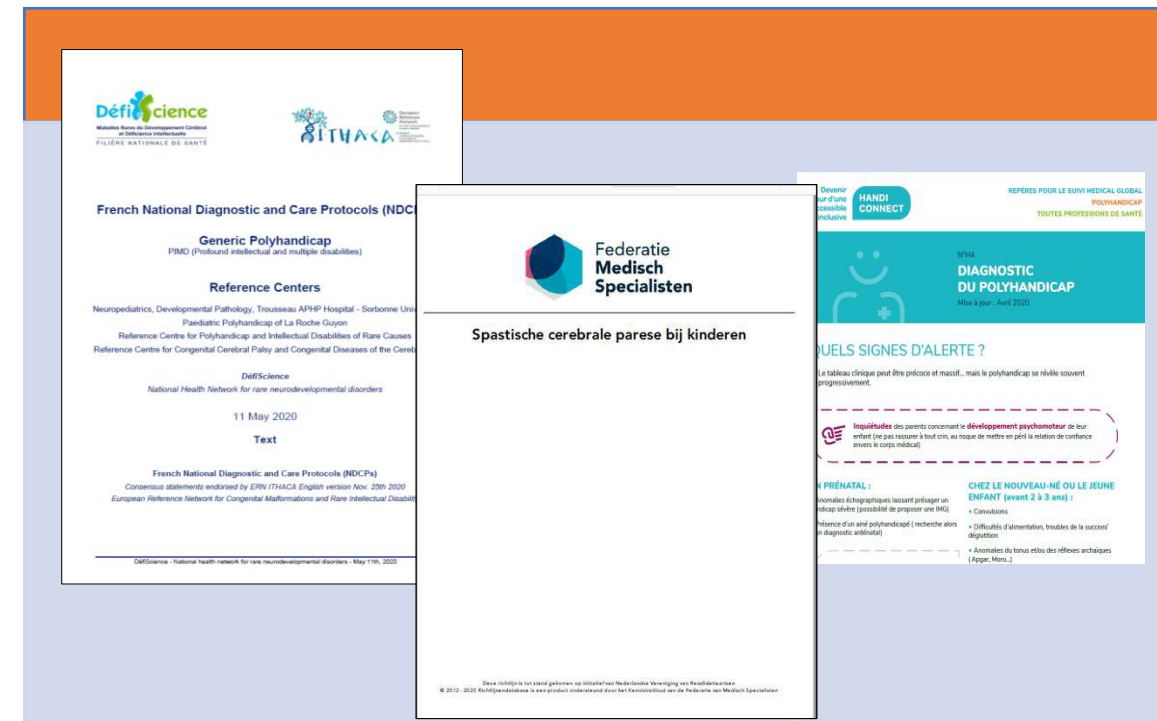 DéfiScience
Maladies Rares du Développement Cérébral
et Déficience Intellectuelle
FILIÈRE NATIONALE DE SANTÉ
ITHACA
European
Reference
Network
French National Diagnostic and Care Protocols (NDC
Generic Polyhandicap
PIMD (Profound intellectual and multiple disabilities)
Reference Centers
Neuropediatrics, Developmental Pathology, Trousseau APHP Hospital - Sorbonne Univ
Paediatric Polyhandicap of La Roche Guyon
Reference Centre for Polyhandicap and Intellectual Disabilities of Rare Causes
Reference Centre for Congenital Cerebral Palsy and Congenital Diseases of the Cereb
DéfiScience
National Health Network for rare neurodevelopmental disorders
11 May 2020
Text
French National Diagnostic and Care Protocols (NDCPs)
Consensus statements endorsed by ERN ITHACA English version Nov. 25th 2020
European Reference Network for Congenital Malformations and Rare Intellectual Disabilit
DéfiScience - National health network for rare neurodevelopmental disorders - May 11th, 2020
Federatie
Medisch
Specialisten
Spastische cerebrale parese bij kinderen
Deze richtlijn is tot stand gekomen op initiatief van Nederlandse Vereniging van Revalidatieartsen
© 2012 - 2020 Richtlijnendatabase is een product ondersteund door het Kennisinstituut van de Federatie van Medisch Specialisten
Devenir
ur d'une
ccessible
inclusive
HANDI
CONNECT
REPÈRES POUR LE SUIVI MEDICAL GLOBAL
POLYHANDICAP
TOUTES PROFESSIONS DE SANTÉ
N°H4
DIAGNOSTIC
DU POLYHANDICAP
Mise à jour : Avril 2020
QUELS SIGNES D'ALERTE ?
Le tableau clinique peut être précoce et massif... mais le polyhandicap se révèle souvent
progressivement.
Inquiétudes des parents concernant le développement psychomoteur de leur
enfant (ne pas rassurer à tout crin, au risque de mettre en péril la relation de confiance
envers le corps médical)
N PRÉNATAL :
Anomalies échographiques laissant présager un
ndicap sévère (possibilité de proposer une IMG)
Présence d'un ainé polyhandicapé ( recherche alors
n diagnostic anténatal)
CHEZ LE NOUVEAU-NÉ OU LE JEUNE
ENFANT (avant 2 à 3 ans) :
• Convulsions
• Difficultés d'alimentation, troubles de la succion/
déglutition
• Anomalies du tonus et/ou des réflexes archaïques
( Apgar, Moro...)